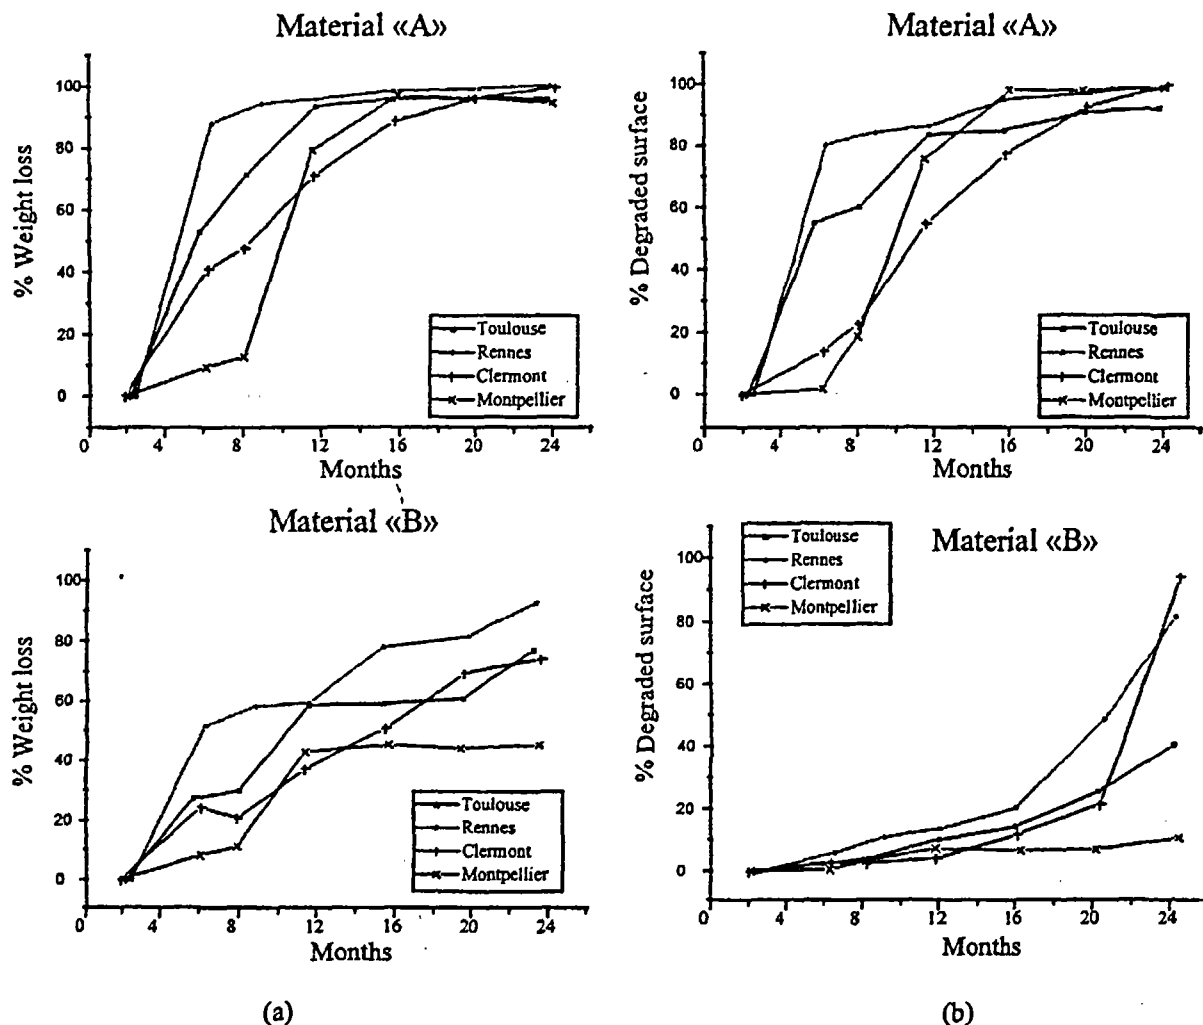 Material «A»
% Weight loss
100
80
60
40
20
0
Toulouse
Rennes
Clermont
Montpellier
0 4 8 12 16 20 24
Months
Material «A»
% Degraded surface
100
80
60
40
20
0
Toulouse
Rennes
Clermont
Montpellier
0 4 8 12 16 20 24
Months
Material «B»
% Weight loss
100
80
60
40
20
0
Toulouse
Rennes
Clermont
Montpellier
0 4 8 12 16 20 24
Months
(a)
Material «B»
% Degraded surface
100
80
60
40
20
0
Toulouse
Rennes
Clermont
Montpellier
0 4 8 12 16 20 24
Months
(b)